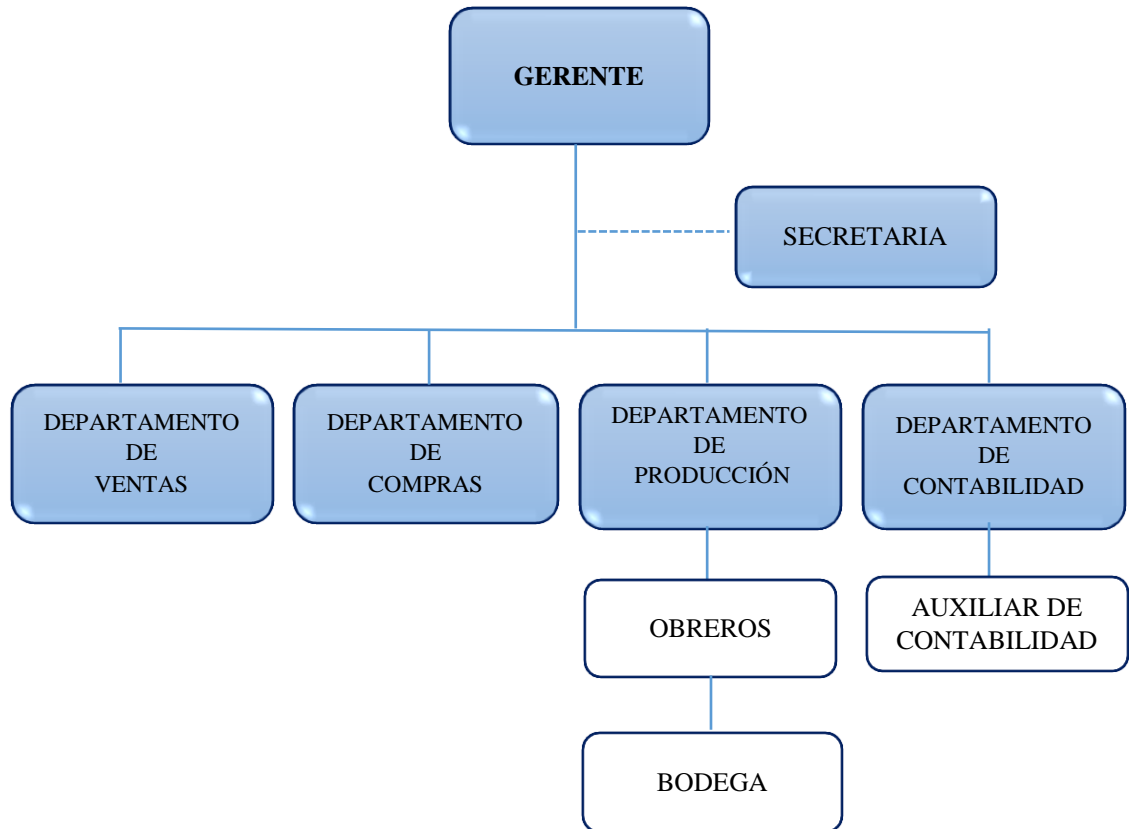 GERENTE
SECRETARIA
DEPARTAMENTO
DE
VENTAS
DEPARTAMENTO
DE
COMPRAS
DEPARTAMENTO
DE
PRODUCCIÓN
DEPARTAMENTO
DE
CONTABILIDAD
OBREROS
AUXILIAR DE
CONTABILIDAD
BODEGA